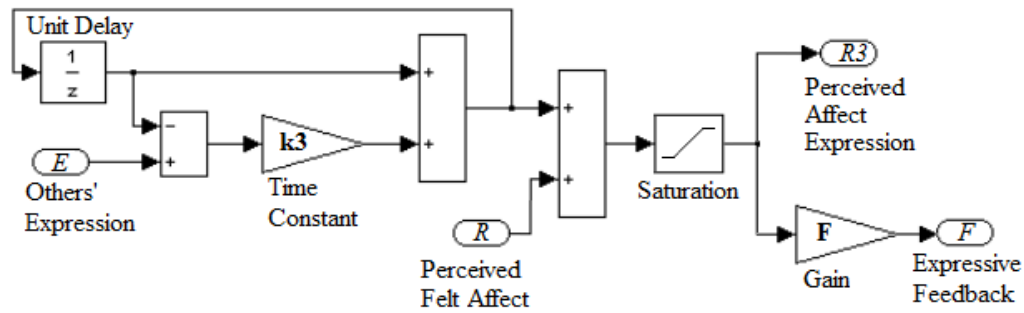 Unit Delay
1
z
+
−
+
+
E
Others'
Expression
k3
Time
Constant
+
+
R
Perceived
Felt Affect
Saturation
R3
Perceived
Affect
Expression
F
Gain
F
Expressive
Feedback